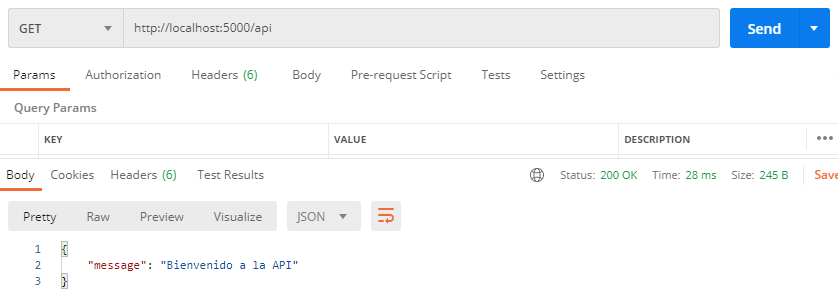 GET http://localhost:5000/api Send
Params Authorization Headers (6) Body Pre-request Script Tests Settings
Query Params
KEY VALUE DESCRIPTION •••
Body Cookies Headers (6) Test Results Status: 200 OK Time: 28 ms Size: 245 B Save
Pretty Raw Preview Visualize JSON
1 {
2 "message": "Bienvenido a la API"
3 }